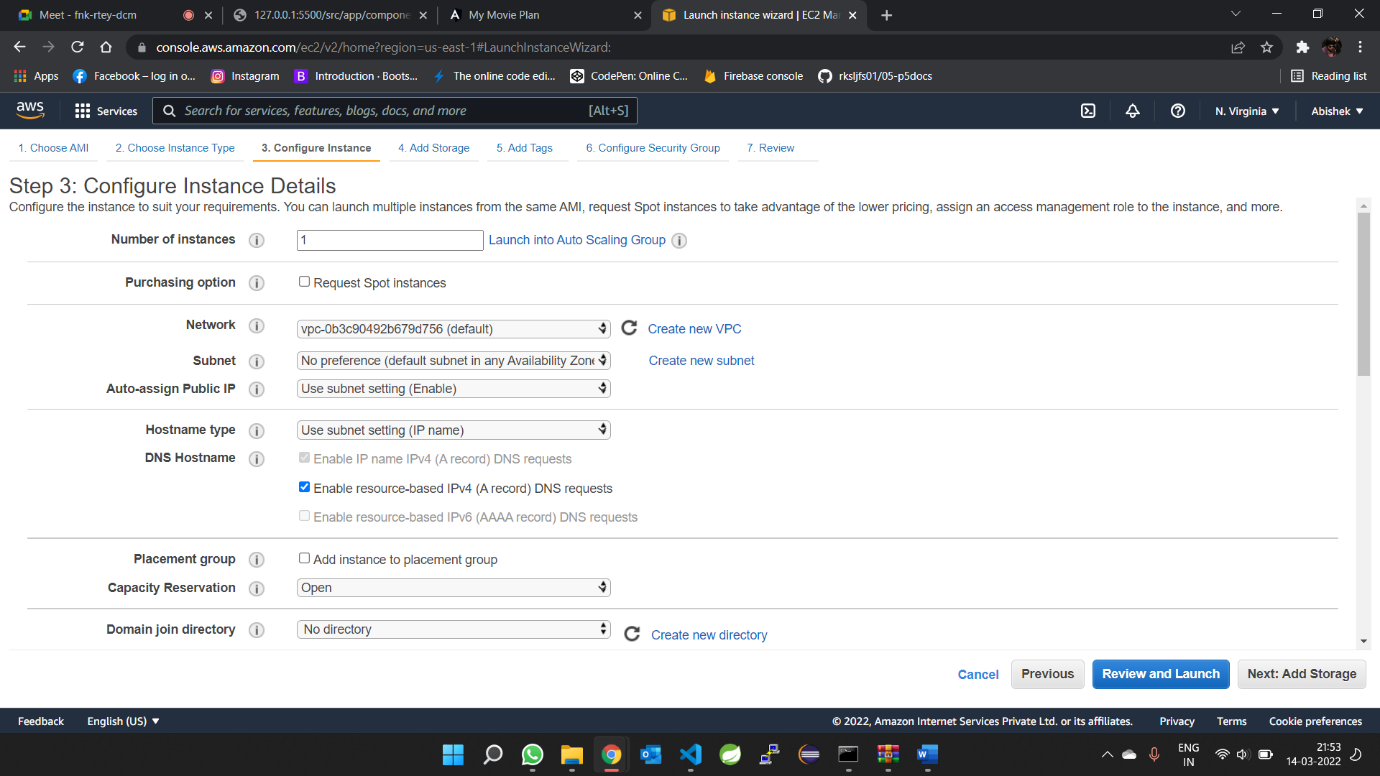 Meet - fnk-rtey-dcm
127.0.0.1:5500/src/app/compone
My Movie Plan
Launch instance wizard | EC2 Ma
console.aws.amazon.com/ec2/v2/home?region=us-east-1#LaunchInstanceWizard:
Apps
Facebook – log in o...
Instagram
B Introduction · Boots...
The online code edi...
CodePen: Online C...
Firebase console
rksljfs01/05-p5docs
Reading list
aws
Services
Search for services, features, blogs, docs, and more
[Alt+S]
N. Virginia ▼
Abishek ▼
1. Choose AMI
2. Choose Instance Type
3. Configure Instance
4. Add Storage
5. Add Tags
6. Configure Security Group
7. Review
Step 3: Configure Instance Details
Configure the instance to suit your requirements. You can launch multiple instances from the same AMI, request Spot instances to take advantage of the lower pricing, assign an access management role to the instance, and more.
Number of instances
1
Launch into Auto Scaling Group
Purchasing option
Request Spot instances
Network
vpc-0b3c90492b679d756 (default)
Create new VPC
Subnet
No preference (default subnet in any Availability Zone
Create new subnet
Auto-assign Public IP
Use subnet setting (Enable)
Hostname type
Use subnet setting (IP name)
DNS Hostname
Enable IP name IPv4 (A record) DNS requests
Enable resource-based IPv4 (A record) DNS requests
Enable resource-based IPv6 (AAAA record) DNS requests
Placement group
Add instance to placement group
Capacity Reservation
Open
Domain join directory
No directory
Create new directory
Cancel
Previous
Review and Launch
Next: Add Storage
Feedback
English (US) ▼
© 2022, Amazon Internet Services Private Ltd. or its affiliates.
Privacy
Terms
Cookie preferences
ENG
IN
21:53
14-03-2022